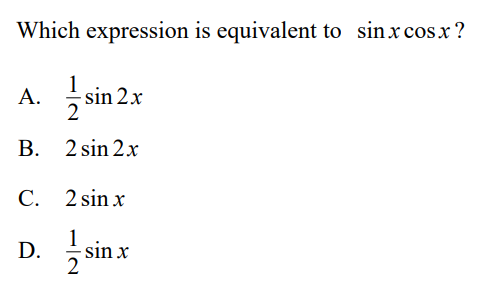 Which expression is equivalent to sin x cos x?
A. 1/2 sin 2x
B. 2 sin 2x
C. 2 sin x
D. 1/2 sin x